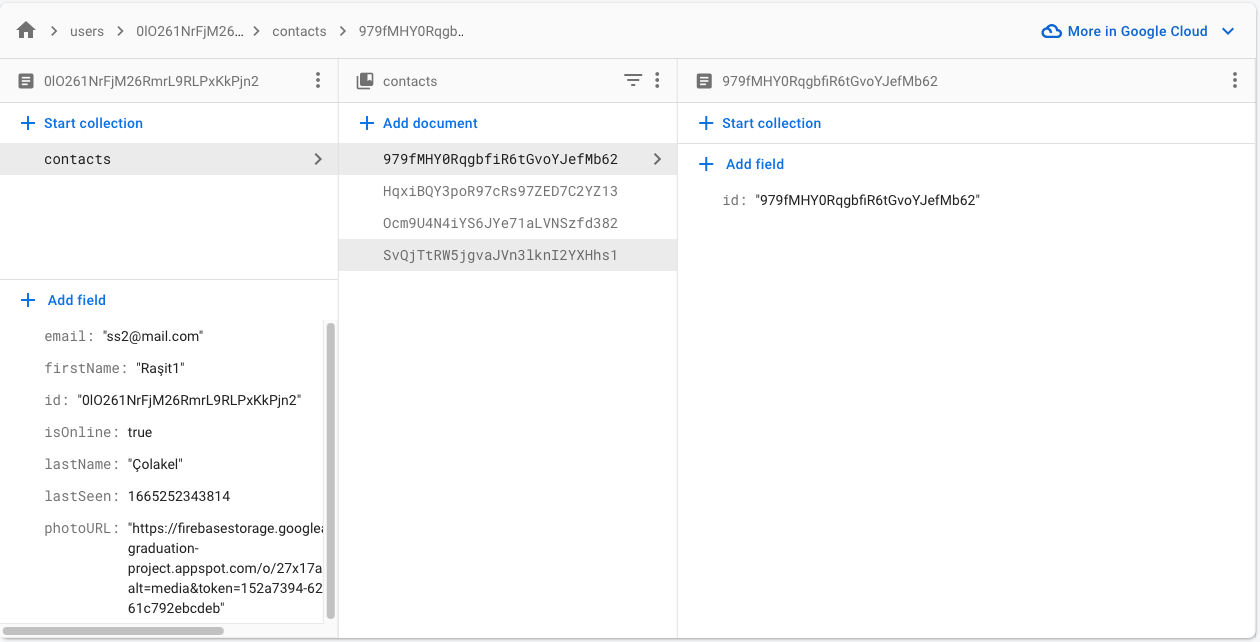 users
0lO261NrFjM26…
contacts
979fMHY0Rqgb..
More in Google Cloud
0lO261NrFjM26RmrL9RLPxKkPjn2
Start collection
contacts
Add field
email: "ss2@mail.com"
firstName: "Raşit1"
id: "0lO261NrFjM26RmrL9RLPxKkPjn2"
isOnline: true
lastName: "Çolakel"
lastSeen: 1665252343814
photoURL: "https://firebasestorage.googlea
graduation-
project.appspot.com/o/27x17a
alt=media&token=152a7394-62
61c792ebcdeb"
contacts
Add document
979fMHY0RqgbfiR6tGvoYJefMb62
HqxiBQY3poR97cRs97ZED7C2YZ13
Ocm9U4N4iYS6JYe71aLVNSzfd382
SvQjTtRW5jgvaJVn3lknI2YXHhs1
979fMHY0RqgbfiR6tGvoYJefMb62
Start collection
Add field
id: "979fMHY0RqgbfiR6tGvoYJefMb62"